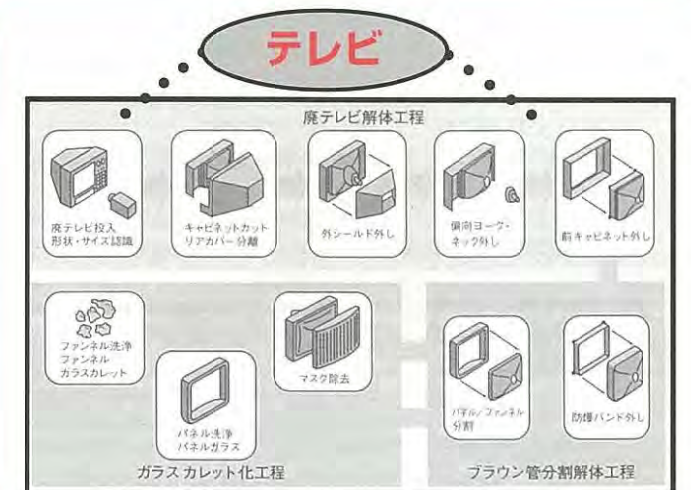 テレビ
廃テレビ解体工程
廃テレビ投入
形状・サイズ認識
キャビネットカット
リアカバー分離
外シールド外し
偏向ヨーク・
ネック外し
前キャビネット外し
ファンネル洗浄
ファンネル
ガラスカレット
パネル洗浄
パネルガラス
マスク除去
パネル/ファンネル
分割
防爆バンド外し
ガラスカレット化工程
ブラウン管分割解体工程